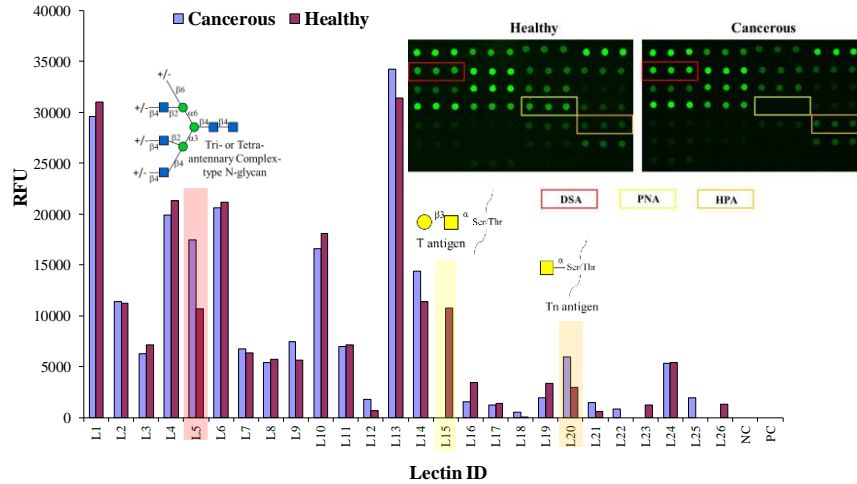 Cancerous Healthy
Healthy
Cancerous
40000
35000
30000
25000
20000
15000
10000
5000
0
RFU
+/-
β6
+/-
β4
β2
α6
β4
β4
+/-
β4
β2
α3
+/-
β4
β4
Tri- or Tetra-
antennary Complex-
type N-glycan
DSA
PNA
HPA
β3
α
Ser/Thr
T antigen
α
Ser/Thr
Tn antigen
L1 L2 L3 L4 L5 L6 L7 L8 L9 L10 L11 L12 L13 L14 L15 L16 L17 L18 L19 L20 L21 L22 L23 L24 L25 L26 NC PC
Lectin ID